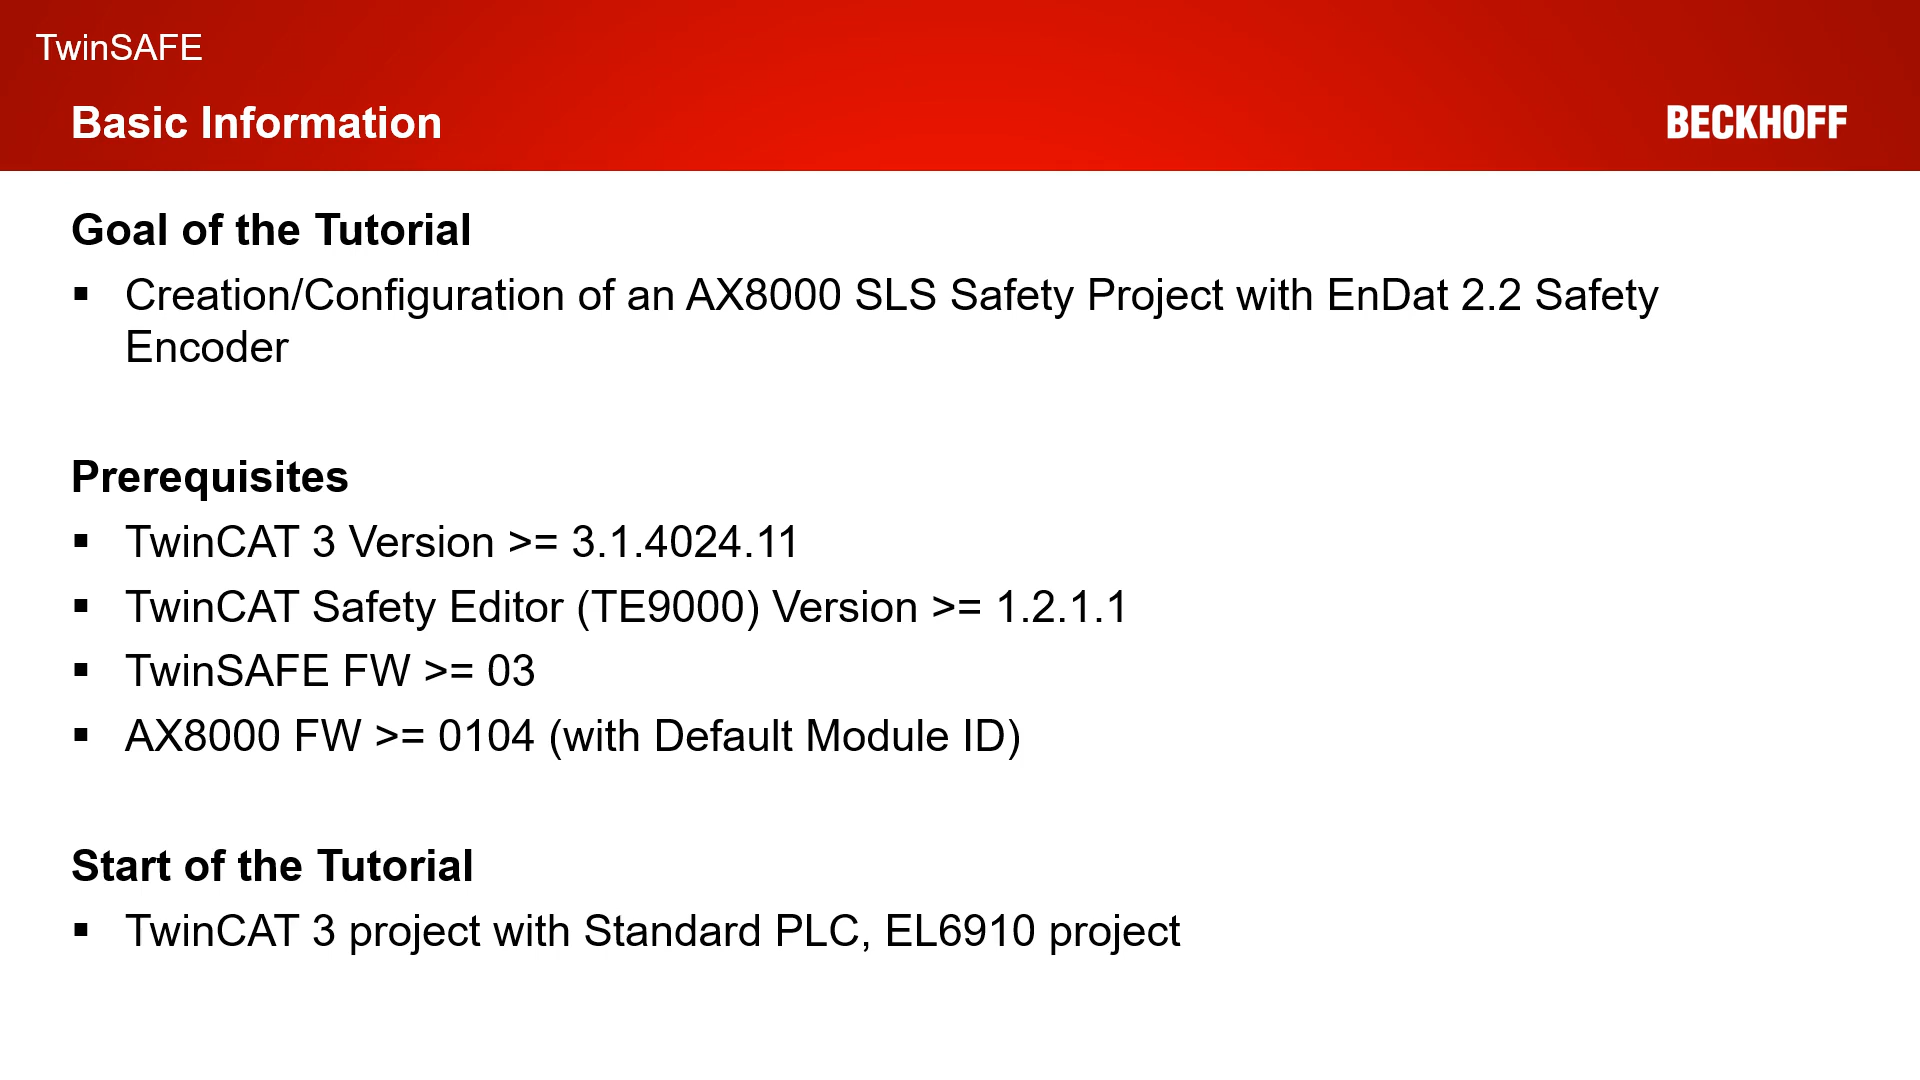 TwinSAFE
Basic Information
BECKHOFF
Goal of the Tutorial
▪ Creation/Configuration of an AX8000 SLS Safety Project with EnDat 2.2 Safety
Encoder
Prerequisites
▪ TwinCAT 3 Version >= 3.1.4024.11
▪ TwinCAT Safety Editor (TE9000) Version >= 1.2.1.1
▪ TwinSAFE FW >= 03
▪ AX8000 FW >= 0104 (with Default Module ID)
Start of the Tutorial
▪ TwinCAT 3 project with Standard PLC, EL6910 project